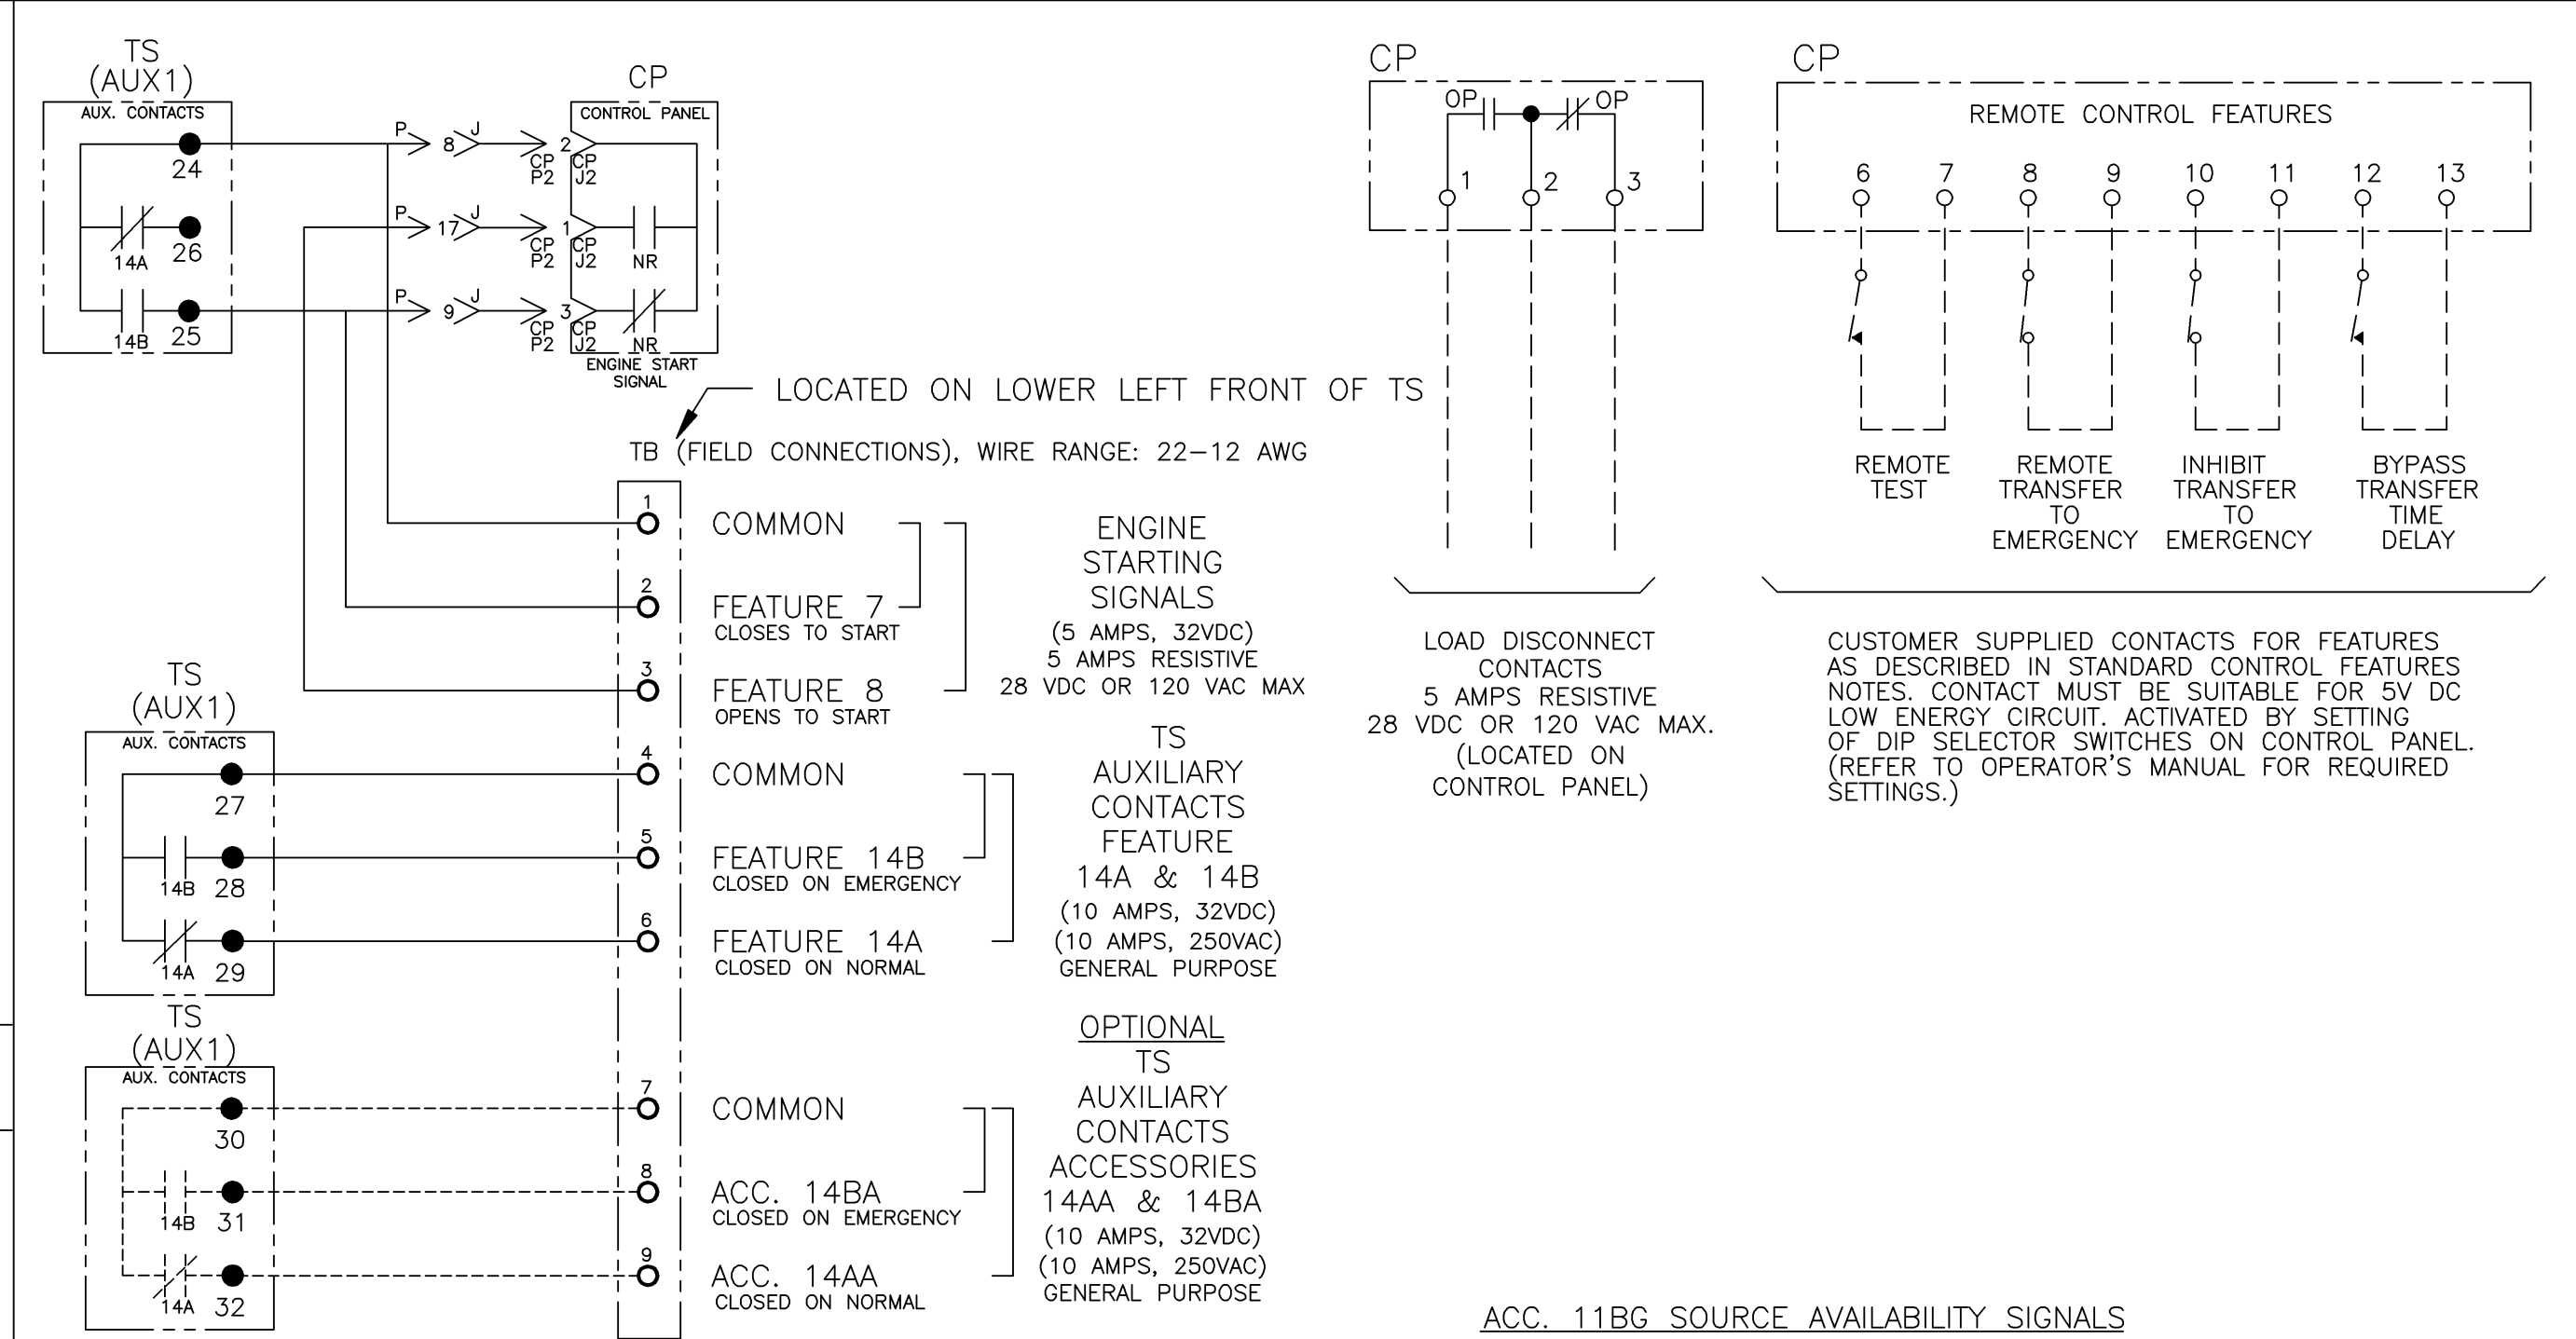 TS
(AUX1)
AUX. CONTACTS
24
26
14A
25
14B
P
8
J
CP
P2
2
CP
J2
P
17
J
CP
P2
1
CP
J2
NR
P
9
J
CP
P2
3
CP
J2
NR
CP
CONTROL PANEL
ENGINE START
SIGNAL
LOCATED ON LOWER LEFT FRONT OF TS
TB (FIELD CONNECTIONS), WIRE RANGE: 22-12 AWG
1
COMMON
2
FEATURE 7
CLOSES TO START
3
FEATURE 8
OPENS TO START
ENGINE
STARTING
SIGNALS
(5 AMPS, 32VDC)
5 AMPS RESISTIVE
28 VDC OR 120 VAC MAX
TS
(AUX1)
AUX. CONTACTS
27
14B 28
14A 29
4
COMMON
5
FEATURE 14B
CLOSED ON EMERGENCY
6
FEATURE 14A
CLOSED ON NORMAL
TS
AUXILIARY
CONTACTS
FEATURE
14A & 14B
(10 AMPS, 32VDC)
(10 AMPS, 250VAC)
GENERAL PURPOSE
TS
(AUX1)
AUX. CONTACTS
30
14B 31
14A 32
7
COMMON
8
ACC. 14BA
CLOSED ON EMERGENCY
9
ACC. 14AA
CLOSED ON NORMAL
OPTIONAL
TS
AUXILIARY
CONTACTS
ACCESSORIES
14AA & 14BA
(10 AMPS, 32VDC)
(10 AMPS, 250VAC)
GENERAL PURPOSE
CP
OP OP
1 2 3
LOAD DISCONNECT
CONTACTS
5 AMPS RESISTIVE
28 VDC OR 120 VAC MAX.
(LOCATED ON
CONTROL PANEL)
CP
REMOTE CONTROL FEATURES
6 7 8 9 10 11 12 13
REMOTE
TEST
REMOTE
TRANSFER
TO
EMERGENCY
INHIBIT
TRANSFER
TO
EMERGENCY
BYPASS
TRANSFER
TIME
DELAY
CUSTOMER SUPPLIED CONTACTS FOR FEATURES
AS DESCRIBED IN STANDARD CONTROL FEATURES
NOTES. CONTACT MUST BE SUITABLE FOR 5V DC
LOW ENERGY CIRCUIT. ACTIVATED BY SETTING
OF DIP SELECTOR SWITCHES ON CONTROL PANEL.
(REFER TO OPERATOR'S MANUAL FOR REQUIRED
SETTINGS.)
ACC. 11BG SOURCE AVAILABILITY SIGNALS